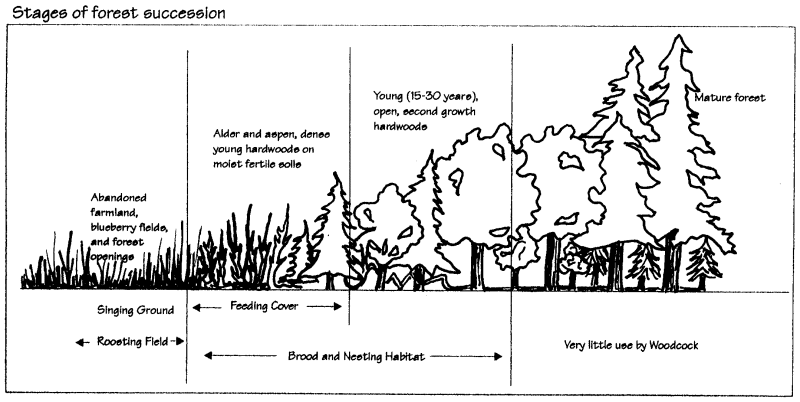 Stages of forest succession
Abandoned
farmland,
blueberry fields,
and forest
openings
Alder and aspen, dense
young hardwoods on
moist fertile soils
Young (15-30 years),
open, second growth
hardwoods
Mature forest
Singing Ground
Feeding Cover
Roosting Field
Brood and Nesting Habitat
Very little use by Woodcock